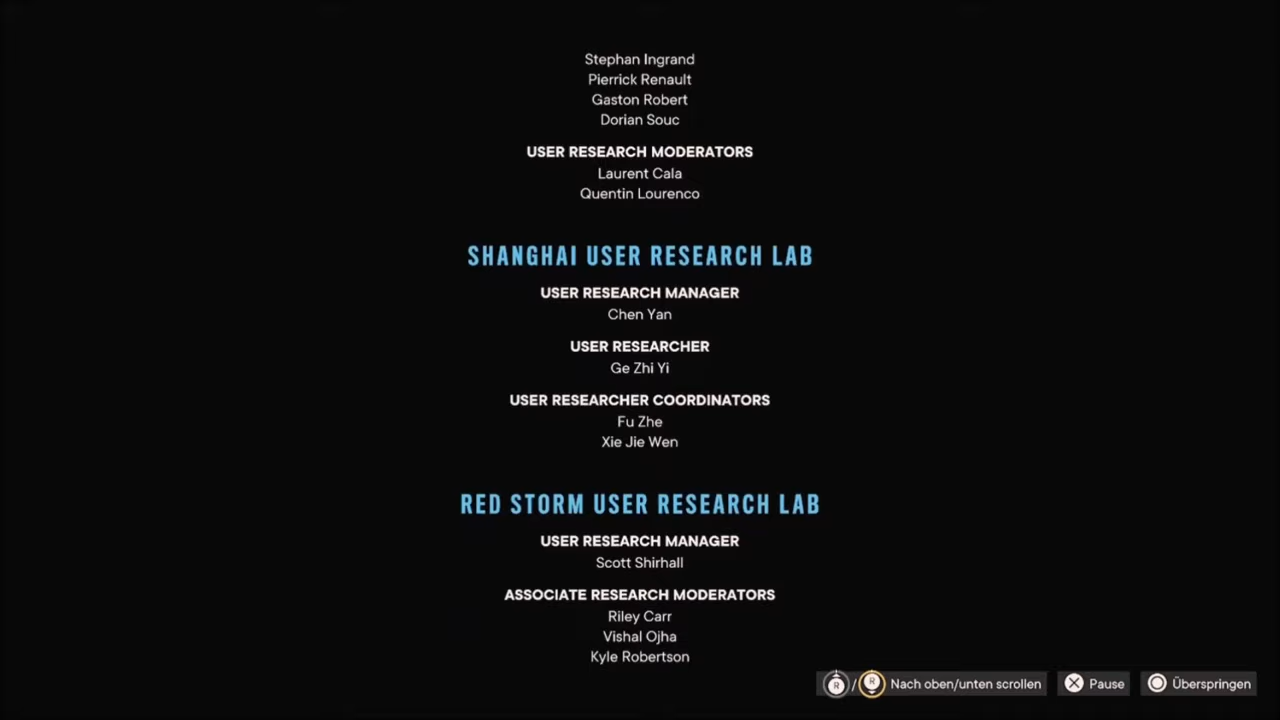 Stephan Ingrand
Pierrick Renault
Gaston Robert
Dorian Souc
USER RESEARCH MODERATORS
Laurent Cala
Quentin Lourenco
SHANGHAI USER RESEARCH LAB
USER RESEARCH MANAGER
Chen Yan
USER RESEARCHER
Ge Zhi Yi
USER RESEARCHER COORDINATORS
Fu Zhe
Xie Jie Wen
RED STORM USER RESEARCH LAB
USER RESEARCH MANAGER
Scott Shirhall
ASSOCIATE RESEARCH MODERATORS
Riley Carr
Vishal Ojha
Kyle Robertson
R / R Nach oben/unten scrollen Pause Überspringen